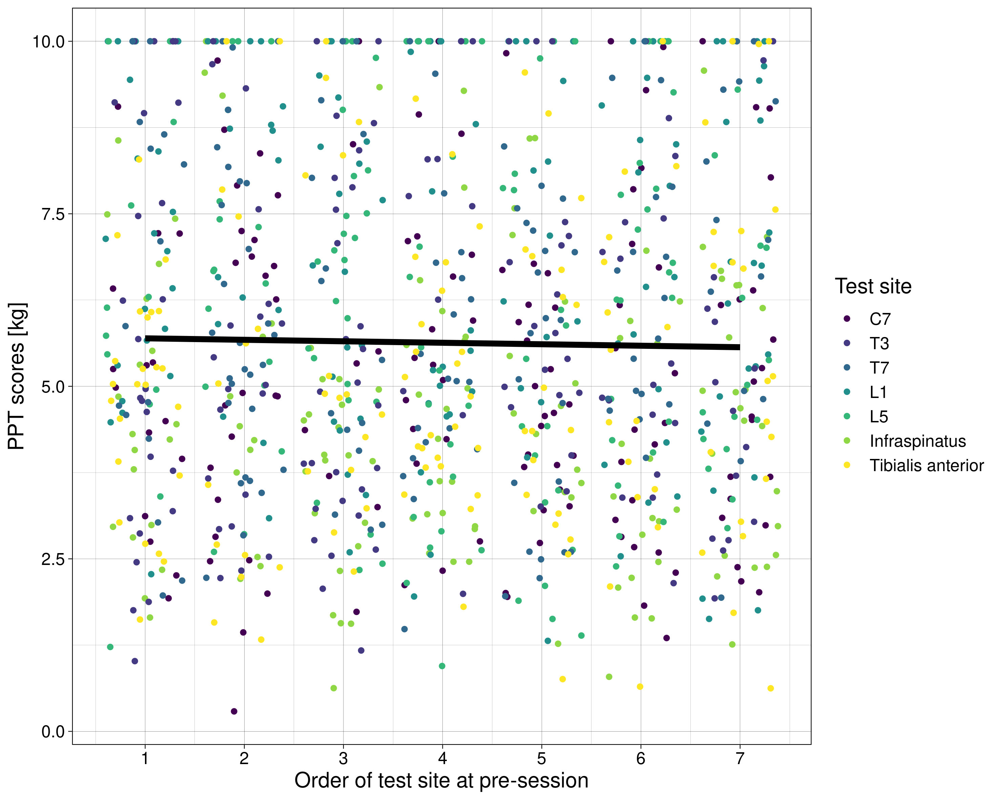 PPT scores [kg]
10.0
7.5
5.0
2.5
0.0
1 2 3 4 5 6 7
Order of test site at pre-session
Test site
C7
T3
T7
L1
L5
Infraspinatus
Tibialis anterior